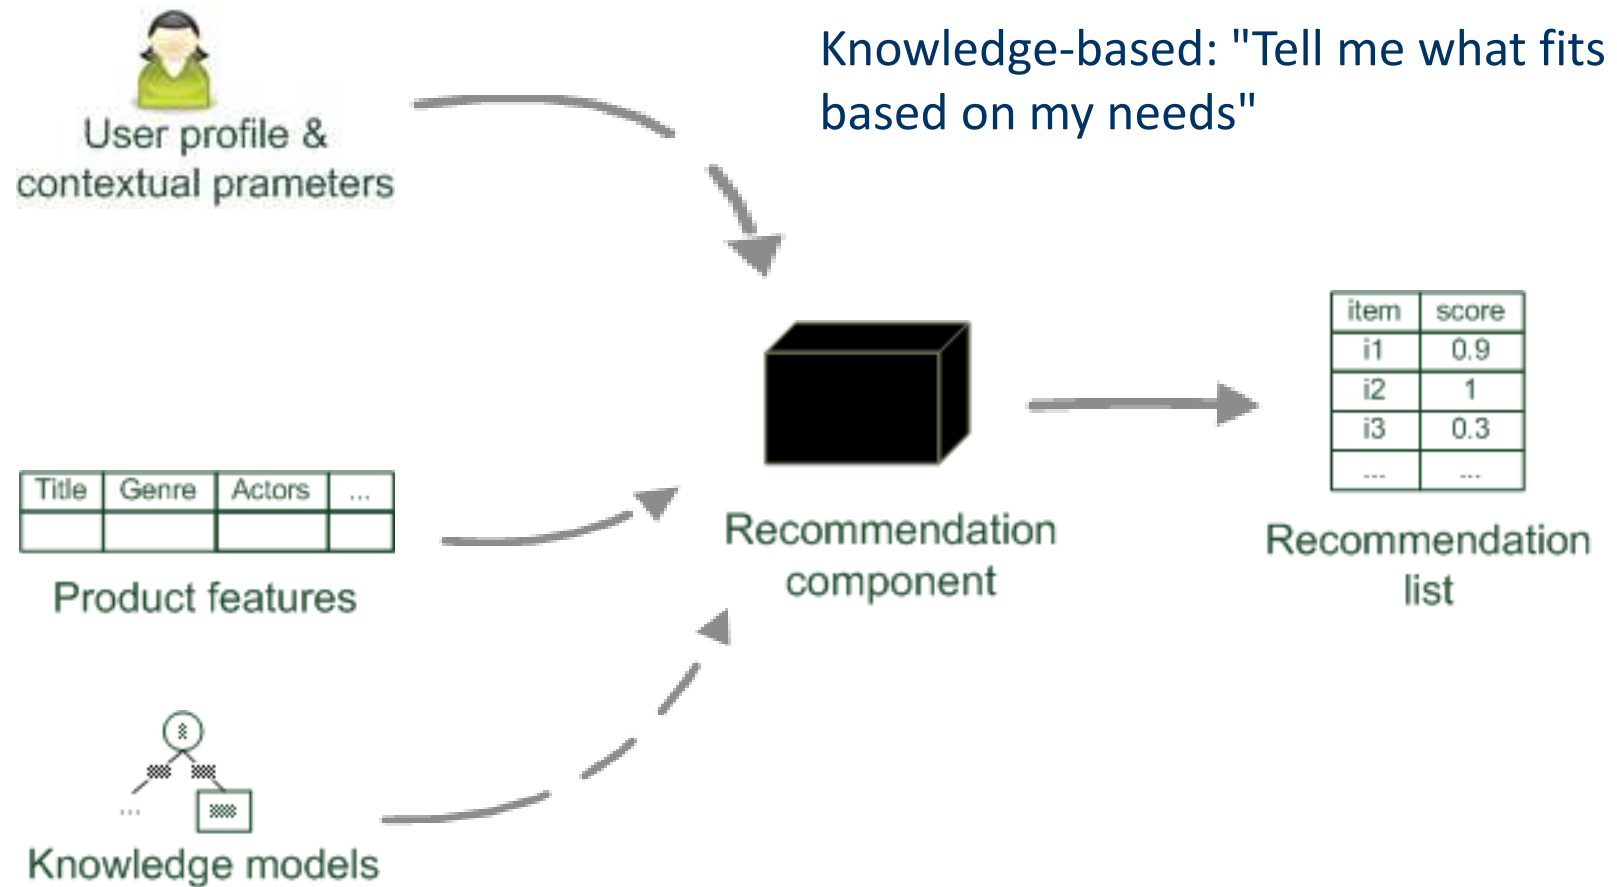 Knowledge-based: "Tell me what fits
based on my needs"
User profile &
contextual prameters
Title Genre Actors ...
Product features
Knowledge models
...
Recommendation
component
item score
i1 0.9
i2 1
i3 0.3
... ...
Recommendation
list